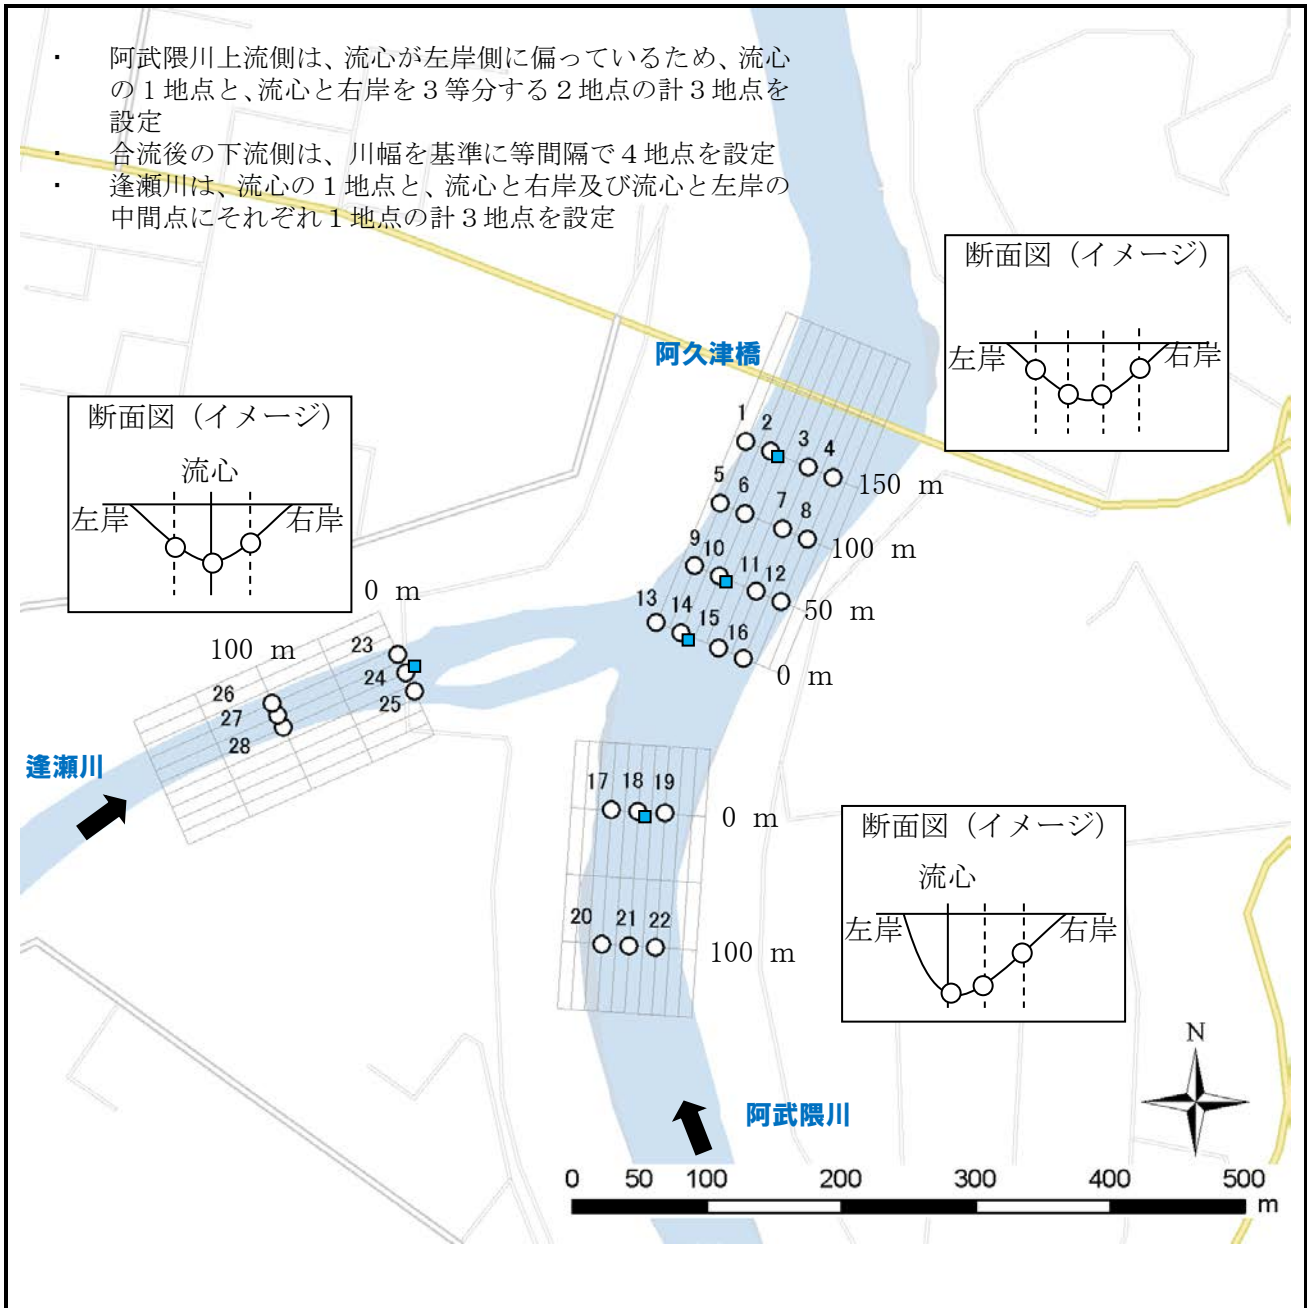 ・ 阿武隈川上流側は、流心が左岸側に偏っているため、流心
の１地点と、流心と右岸を３等分する２地点の計３地点を
設定
・ 合流後の下流側は、川幅を基準に等間隔で４地点を設定
・ 逢瀬川は、流心の１地点と、流心と右岸及び流心と左岸の
中間点にそれぞれ１地点の計３地点を設定
断面図（イメージ）
左岸
右岸
阿久津橋
断面図（イメージ）
流心
左岸
右岸
1
2
3
4
150 m
5
6
7
8
100 m
9
10
11
12
50 m
13
14
15
16
0 m
0 m
100 m
23
24
25
26
27
28
逢瀬川
17
18
19
0 m
20
21
22
100 m
断面図（イメージ）
流心
左岸
右岸
阿武隈川
N
0 50 100 200 300 400 500
m